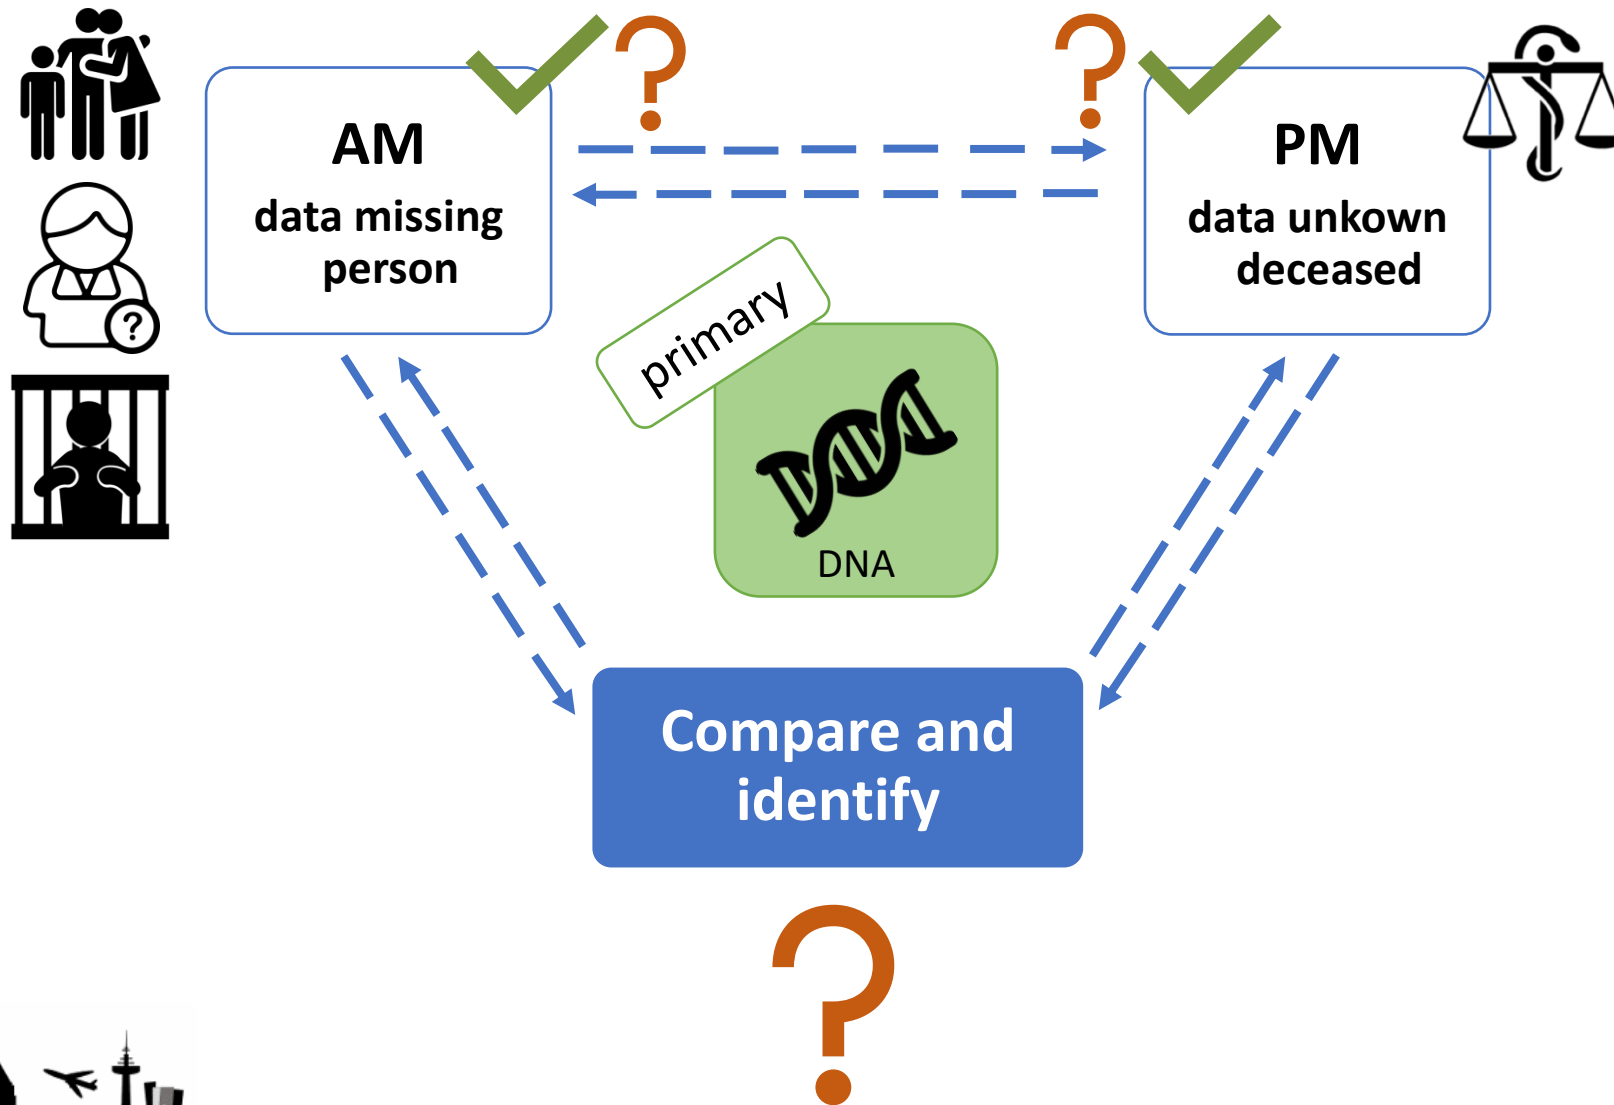 AM
data missing
person
PM
data unkown
deceased
primary
DNA
Compare and
identify
?
?
?
?